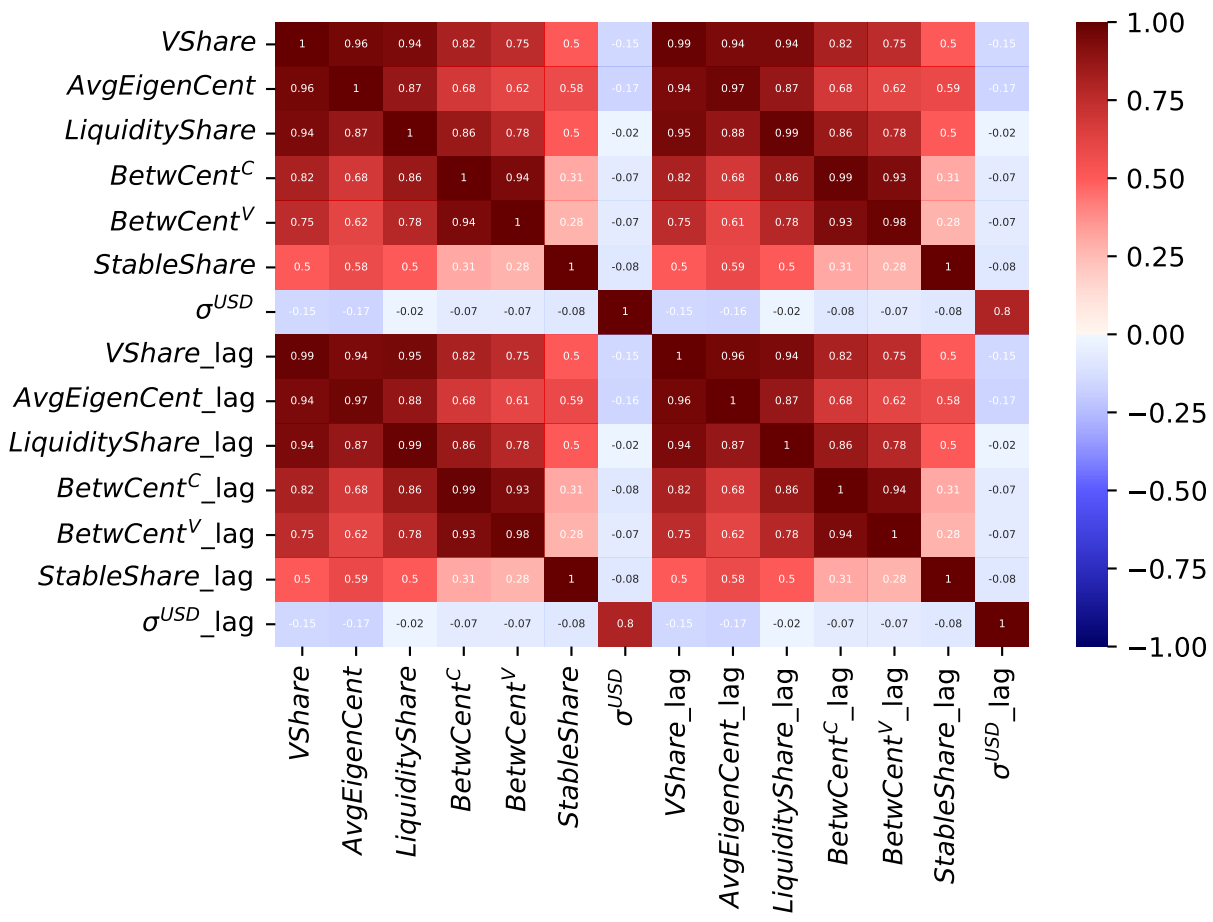 VShare 1 0.96 0.94 0.82 0.75 0.5 -0.15 0.99 0.94 0.94 0.82 0.75 0.5 -0.15
AvgEigenCent 0.96 1 0.87 0.68 0.62 0.58 -0.17 0.94 0.97 0.87 0.68 0.62 0.59 -0.17
LiquidityShare 0.94 0.87 1 0.86 0.78 0.5 -0.02 0.95 0.88 0.99 0.86 0.78 0.5 -0.02
BetwCent^C 0.82 0.68 0.86 1 0.94 0.31 -0.07 0.82 0.68 0.86 0.99 0.93 0.31 -0.07
BetwCent^V 0.75 0.62 0.78 0.94 1 0.28 -0.07 0.75 0.61 0.78 0.93 0.98 0.28 -0.07
StableShare 0.5 0.58 0.5 0.31 0.28 1 -0.08 0.5 0.59 0.5 0.31 0.28 1 -0.08
σ^USD -0.15 -0.17 -0.02 -0.07 -0.07 -0.08 1 -0.15 -0.16 -0.02 -0.08 -0.07 -0.08 0.8
VShare_lag 0.99 0.94 0.95 0.82 0.75 0.5 -0.15 1 0.96 0.94 0.82 0.75 0.5 -0.15
AvgEigenCent_lag 0.94 0.97 0.88 0.68 0.61 0.59 -0.16 0.96 1 0.87 0.68 0.62 0.58 -0.17
LiquidityShare_lag 0.94 0.87 0.99 0.86 0.78 0.5 -0.02 0.94 0.87 1 0.86 0.78 0.5 -0.02
BetwCent^C_lag 0.82 0.68 0.86 0.99 0.93 0.31 -0.08 0.82 0.68 0.86 1 0.94 0.31 -0.07
BetwCent^V_lag 0.75 0.62 0.78 0.93 0.98 0.28 -0.07 0.75 0.62 0.78 0.94 1 0.28 -0.07
StableShare_lag 0.5 0.59 0.5 0.31 0.28 1 -0.08 0.5 0.58 0.5 0.31 0.28 1 -0.08
σ^USD_lag -0.15 -0.17 -0.02 -0.07 -0.07 -0.08 0.8 -0.15 -0.17 -0.02 -0.07 -0.07 -0.08 1
VShare
AvgEigenCent
LiquidityShare
BetwCent^C
BetwCent^V
StableShare
σ^USD
VShare_lag
AvgEigenCent_lag
LiquidityShare_lag
BetwCent^C_lag
BetwCent^V_lag
StableShare_lag
σ^USD_lag
1.00
0.75
0.50
0.25
0.00
−0.25
−0.50
−0.75
−1.00